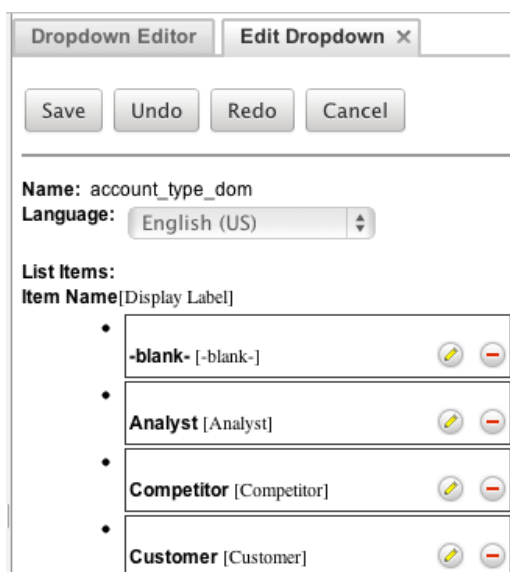 Dropdown Editor Edit Dropdown ×
Save Undo Redo Cancel
Name: account_type_dom
Language: English (US)
List Items:
Item Name[Display Label]
-blank- [-blank-]
Analyst [Analyst]
Competitor [Competitor]
Customer [Customer]